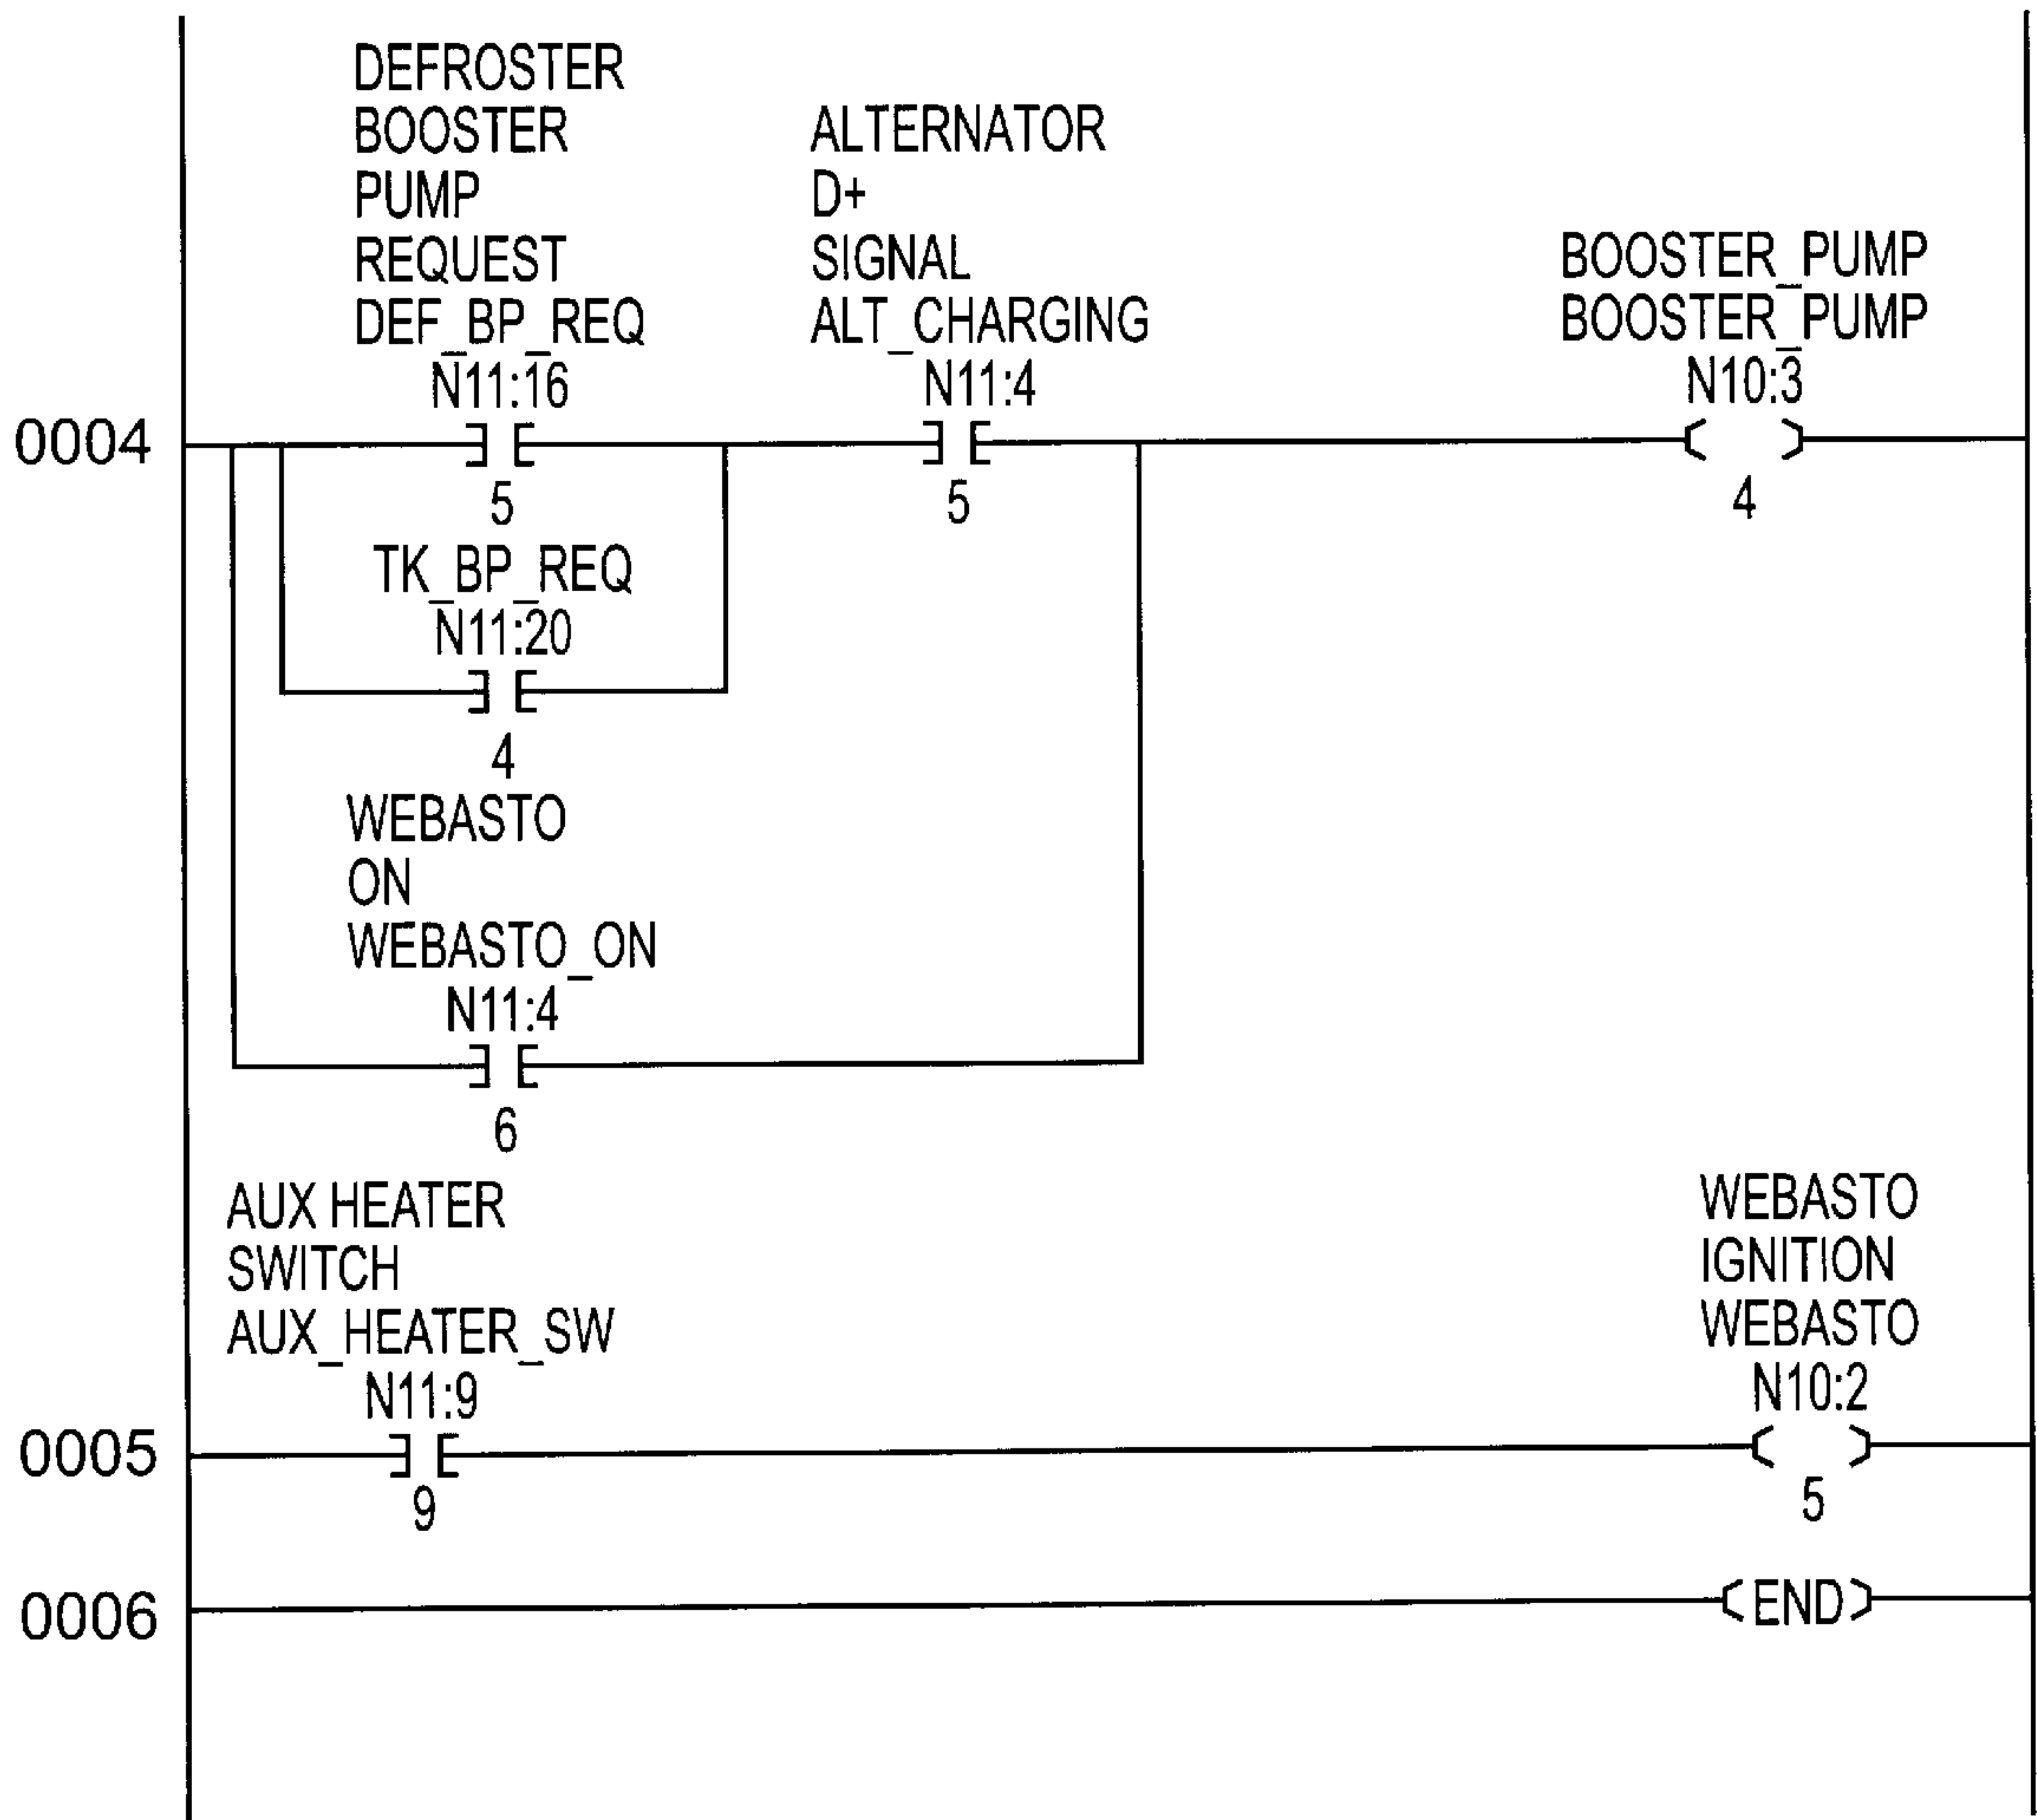 DEFROSTER
BOOSTER
PUMP
REQUEST
DEF_BP_REQ
N11:16
5
ALTERNATOR
D+
SIGNAL
ALT_CHARGING
N11:4
5
BOOSTER_PUMP
BOOSTER_PUMP
N10:3
4
0004
TK_BP_REQ
N11:20
4
WEBASTO
ON
WEBASTO_ON
N11:4
6
AUX HEATER
SWITCH
AUX_HEATER_SW
N11:9
9
WEBASTO
IGNITION
WEBASTO
N10:2
5
0005
0006
END